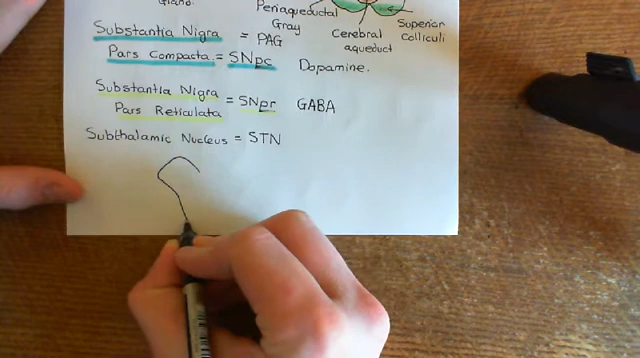 Gland.
Periaqueductal
Gray
Cerebral
aqueduct
Superior
Colliculi
Substantia Nigra = PAG
Pars Compacta = SNpc
Dopamine.
Substantia Nigra
Pars Reticulata = SNpr GABA
Subthalamic Nucleus = STN